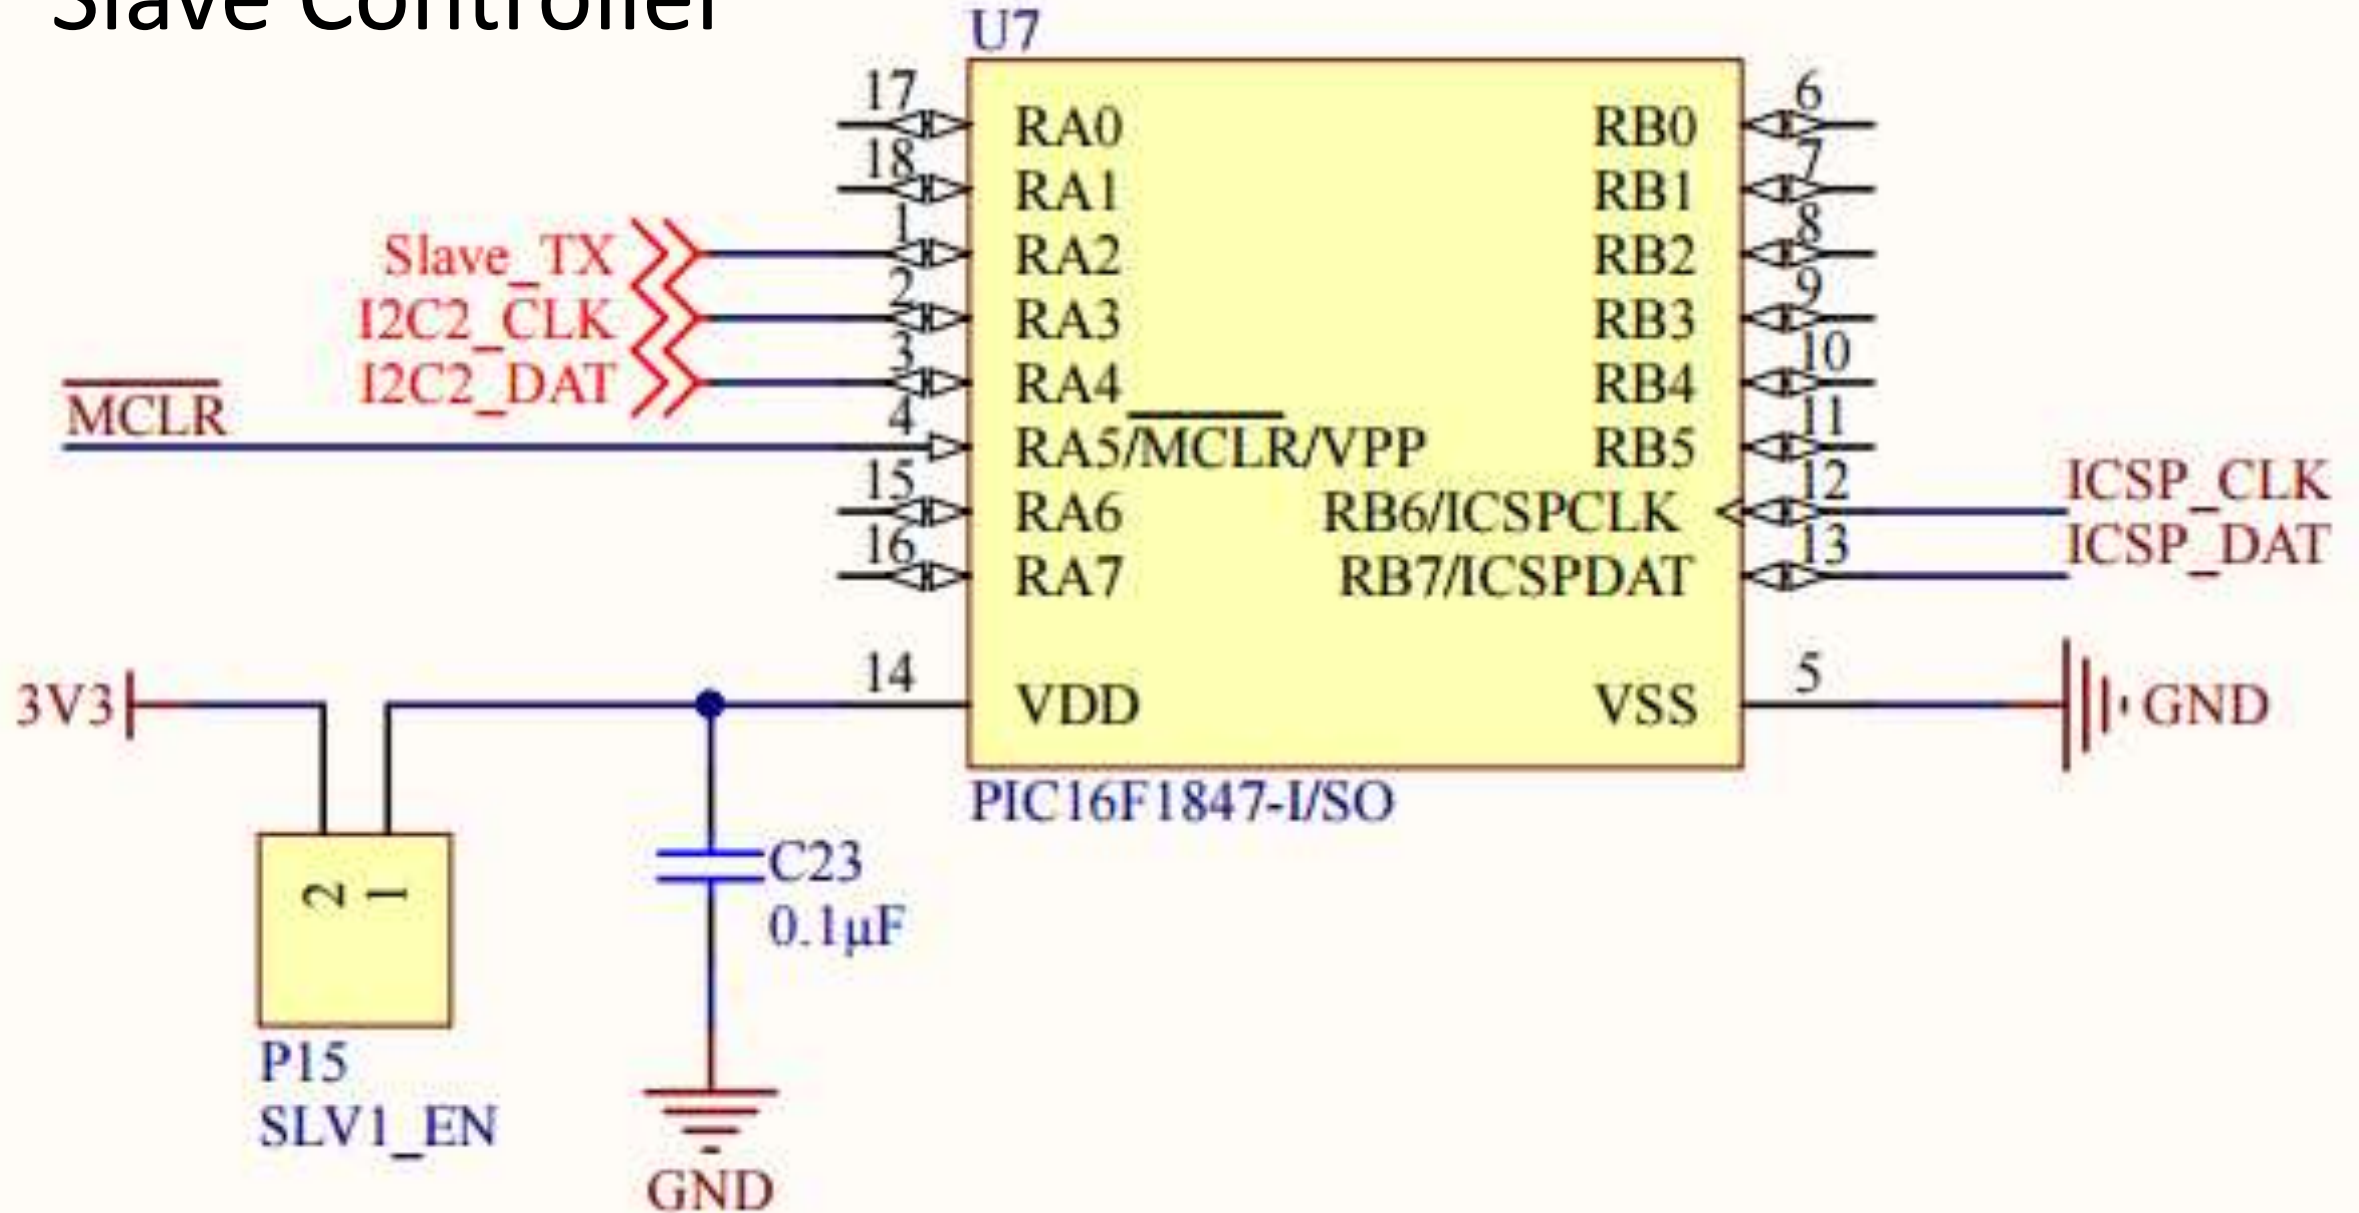 Slave Controller
U7
17 RA0
18 RA1
Slave_TX 1 RA2
I2C2_CLK 2 RA3
I2C2_DAT 3 RA4
MCLR 4 RA5/MCLR/VPP
15 RA6
16 RA7
3V3 14 VDD
RB0 6
RB1 7
RB2 8
RB3 9
RB4 10
RB5 11
RB6/ICSPCLK 12 ICSP_CLK
RB7/ICSPDAT 13 ICSP_DAT
VSS 5 GND
PIC16F1847-I/SO
2 1
P15
SLV1_EN
C23
0.1µF
GND